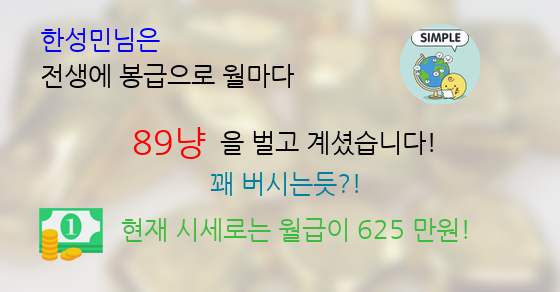 한성민님은
SIMPLE
전생에 봉급으로 월마다
89냥 을 벌고 계셨습니다!
꽤 버시는듯?!
1
현재 시세로는 월급이 625 만원!